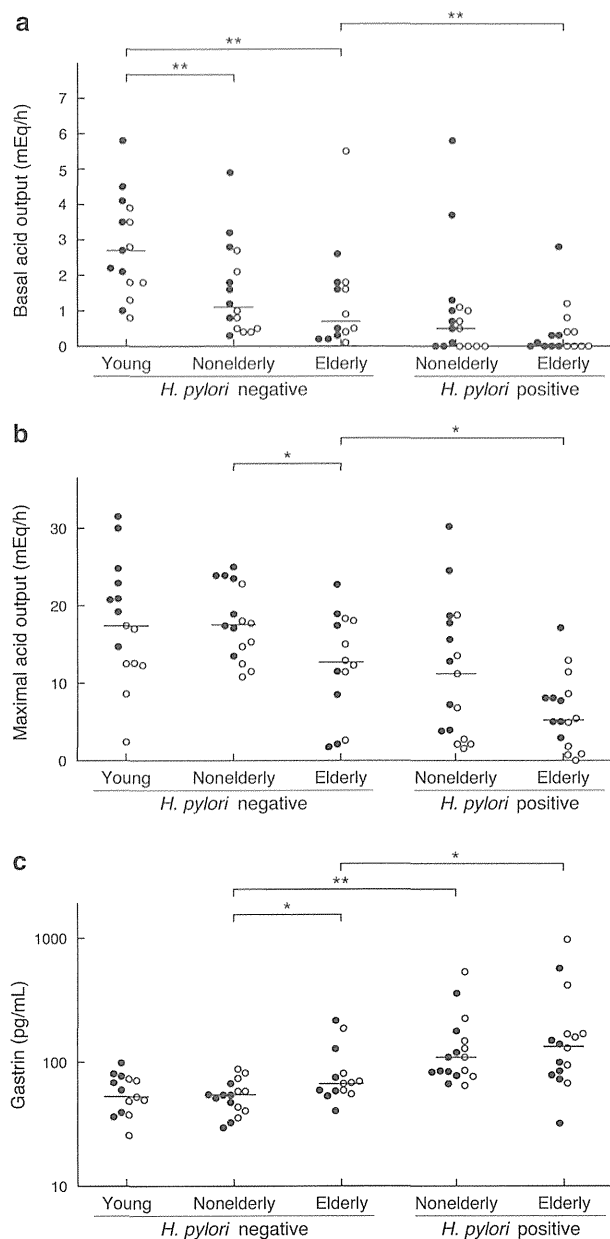 a
**
**
**
7
6
5
4
3
2
1
0
Basal acid output (mEq/h)
Young Nonelderly Elderly Nonelderly Elderly
H. pylori negative H. pylori positive
b
*
*
30
20
10
0
Maximal acid output (mEq/h)
Young Nonelderly Elderly Nonelderly Elderly
H. pylori negative H. pylori positive
c
*
**
*
1000
100
10
Gastrin (pg/mL)
Young Nonelderly Elderly Nonelderly Elderly
H. pylori negative H. pylori positive